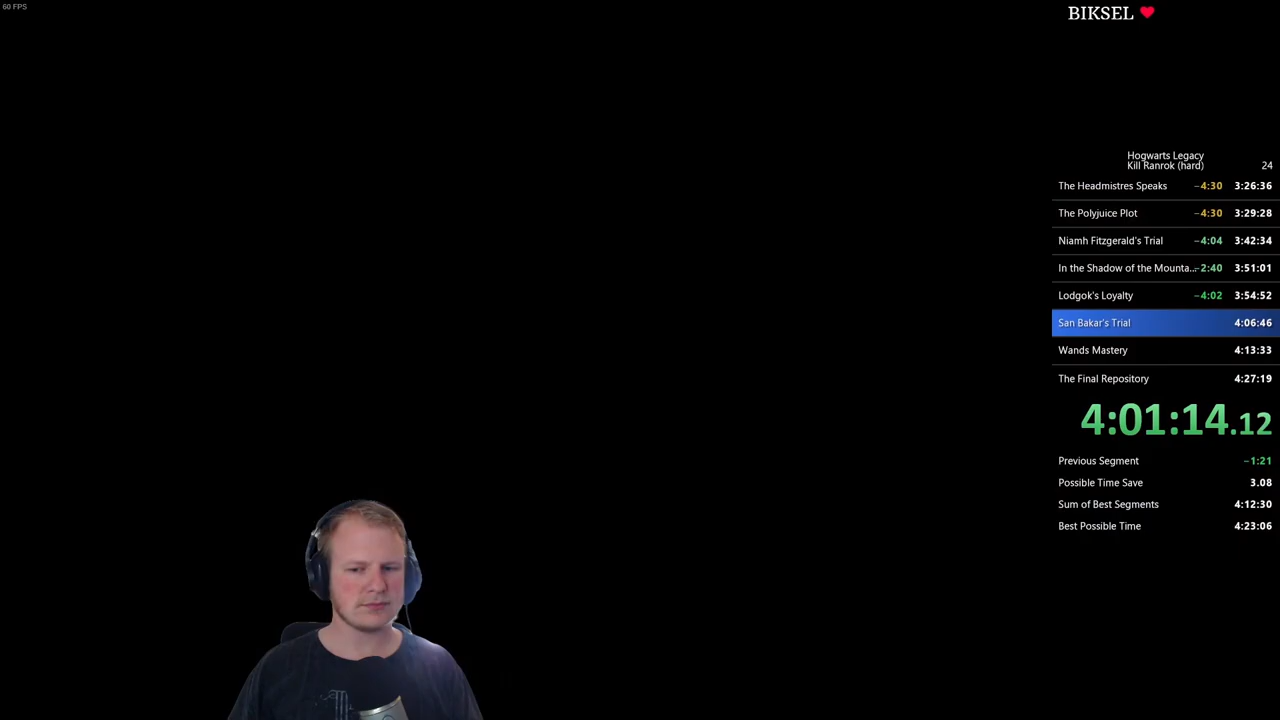 60 FPS
BIKSEL ❤
Hogwarts Legacy
Kill Ranrok (hard) 24
The Headmistres Speaks -4:30 3:26:36
The Polyjuice Plot -4:30 3:29:28
Niamh Fitzgerald's Trial -4:04 3:42:34
In the Shadow of the Mounta... -2:40 3:51:01
Lodgok's Loyalty -4:02 3:54:52
San Bakar's Trial 4:06:46
Wands Mastery 4:13:33
The Final Repository 4:27:19
4:01:14.12
Previous Segment -1:21
Possible Time Save 3.08
Sum of Best Segments 4:12:30
Best Possible Time 4:23:06